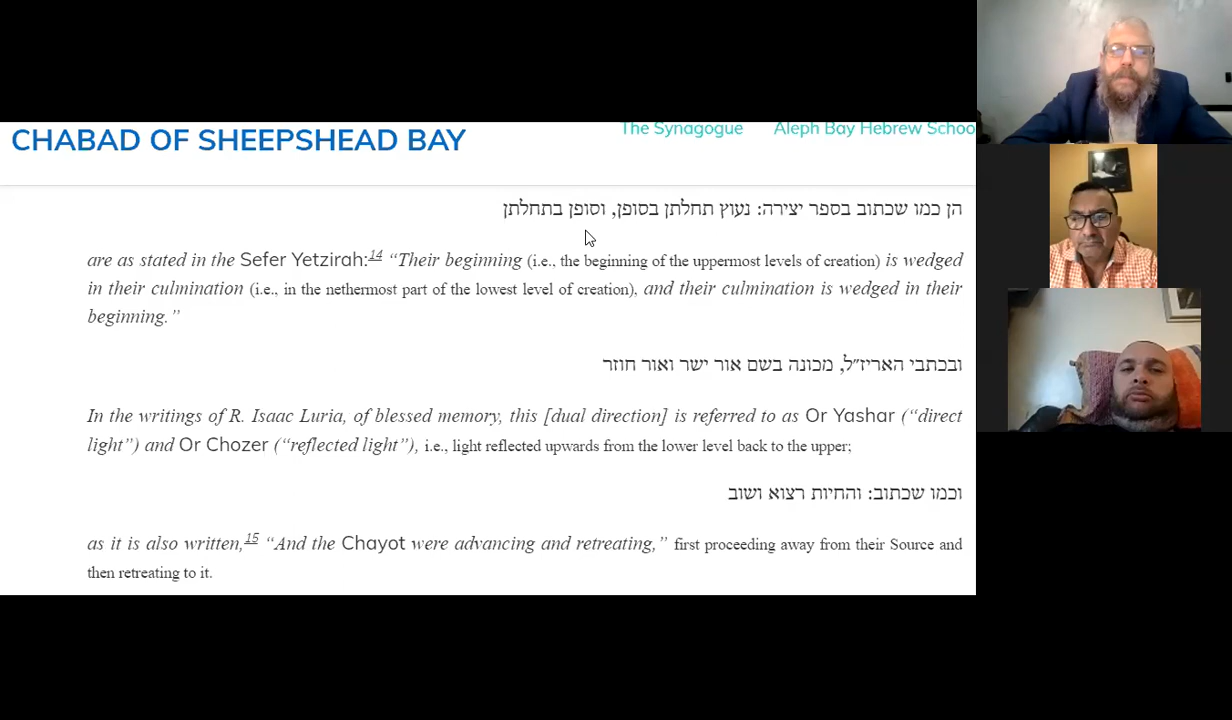 CHABAD OF SHEEPSHEAD BAY
The Synagogue Aleph Bay Hebrew Schoo
הן כמו שכתוב בספר יצירה: נעוץ תחלתן בסופן, וסופן בתחלתן
are as stated in the Sefer Yetzirah:14 “Their beginning (i.e., the beginning of the uppermost levels of creation) is wedged
in their culmination (i.e., in the nethermost part of the lowest level of creation), and their culmination is wedged in their
beginning.”
ובכתבי האריז״ל, מכונה בשם אור ישר ואור חוזר
In the writings of R. Isaac Luria, of blessed memory, this [dual direction] is referred to as Or Yashar (“direct
light”) and Or Chozer (“reflected light”), i.e., light reflected upwards from the lower level back to the upper;
וכמו שכתוב: והחיות רצוא ושוב
as it is also written,15 “And the Chayot were advancing and retreating,” first proceeding away from their Source and
then retreating to it.